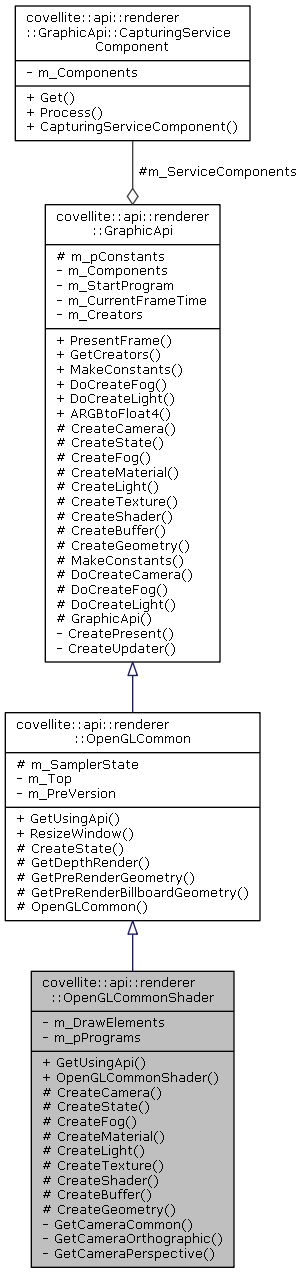 covellite::api::renderer
::GraphicApi::CapturingService
Component
- m_Components
+ Get()
+ Process()
+ CapturingServiceComponent()
#m_ServiceComponents
covellite::api::renderer
::GraphicApi
# m_pConstants
- m_Components
- m_StartProgram
- m_CurrentFrameTime
- m_Creators
+ PresentFrame()
+ GetCreators()
+ MakeConstants()
+ DoCreateFog()
+ DoCreateLight()
+ ARGBtoFloat4()
# CreateCamera()
# CreateState()
# CreateFog()
# CreateMaterial()
# CreateLight()
# CreateTexture()
# CreateShader()
# CreateBuffer()
# CreateGeometry()
# MakeConstants()
# DoCreateCamera()
# DoCreateFog()
# DoCreateLight()
# GraphicApi()
- CreatePresent()
- CreateUpdater()
covellite::api::renderer
::OpenGLCommon
# m_SamplerState
- m_Top
- m_PreVersion
+ GetUsingApi()
+ ResizeWindow()
# CreateState()
# GetDepthRender()
# GetPreRenderGeometry()
# GetPreRenderBillboardGeometry()
# OpenGLCommon()
covellite::api::renderer
::OpenGLCommonShader
- m_DrawElements
- m_pPrograms
+ GetUsingApi()
+ OpenGLCommonShader()
# CreateCamera()
# CreateState()
# CreateFog()
# CreateMaterial()
# CreateLight()
# CreateTexture()
# CreateShader()
# CreateBuffer()
# CreateGeometry()
- GetCameraCommon()
- GetCameraOrthographic()
- GetCameraPerspective()